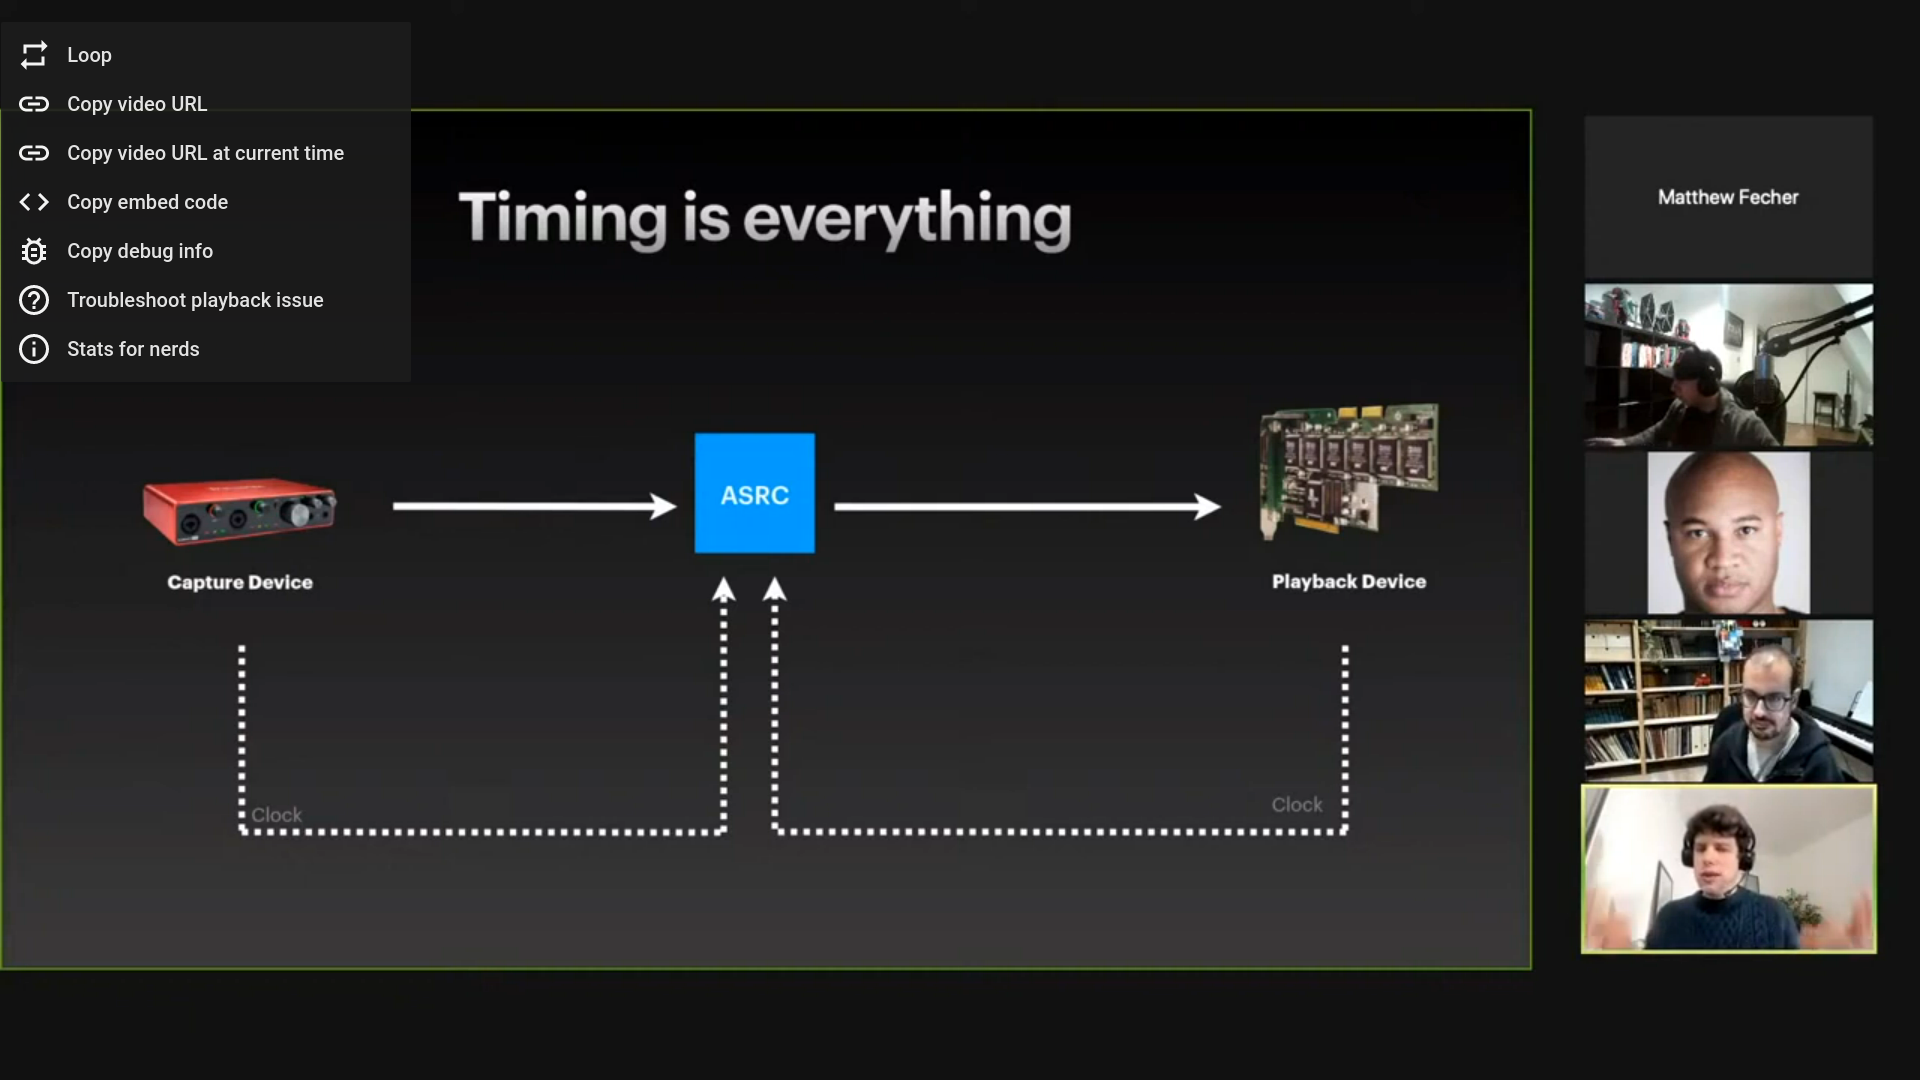 Loop
Copy video URL
Copy video URL at current time
Copy embed code
Copy debug info
Troubleshoot playback issue
Stats for nerds
Timing is everything
ASRC
Capture Device
Playback Device
Clock
Clock
Matthew Fecher